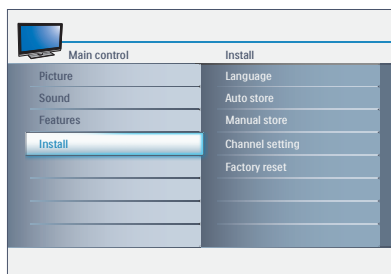 Main control
Install
Picture
Language
Sound
Auto store
Features
Manual store
Install
Channel setting
Factory reset